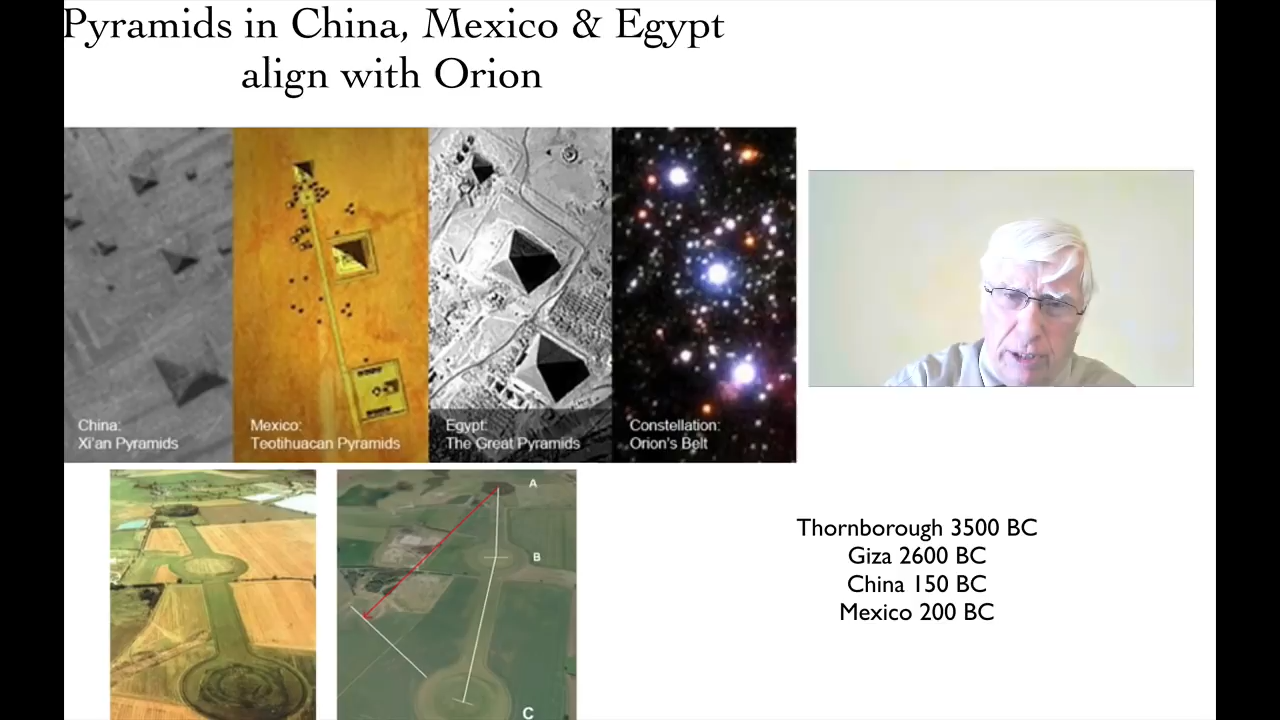 Pyramids in China, Mexico & Egypt
align with Orion
China:
Xi'an Pyramids
Mexico:
Teotihuacan Pyramids
Egypt:
The Great Pyramids
Constellation:
Orion's Belt
A
B
C
Thornborough 3500 BC
Giza 2600 BC
China 150 BC
Mexico 200 BC